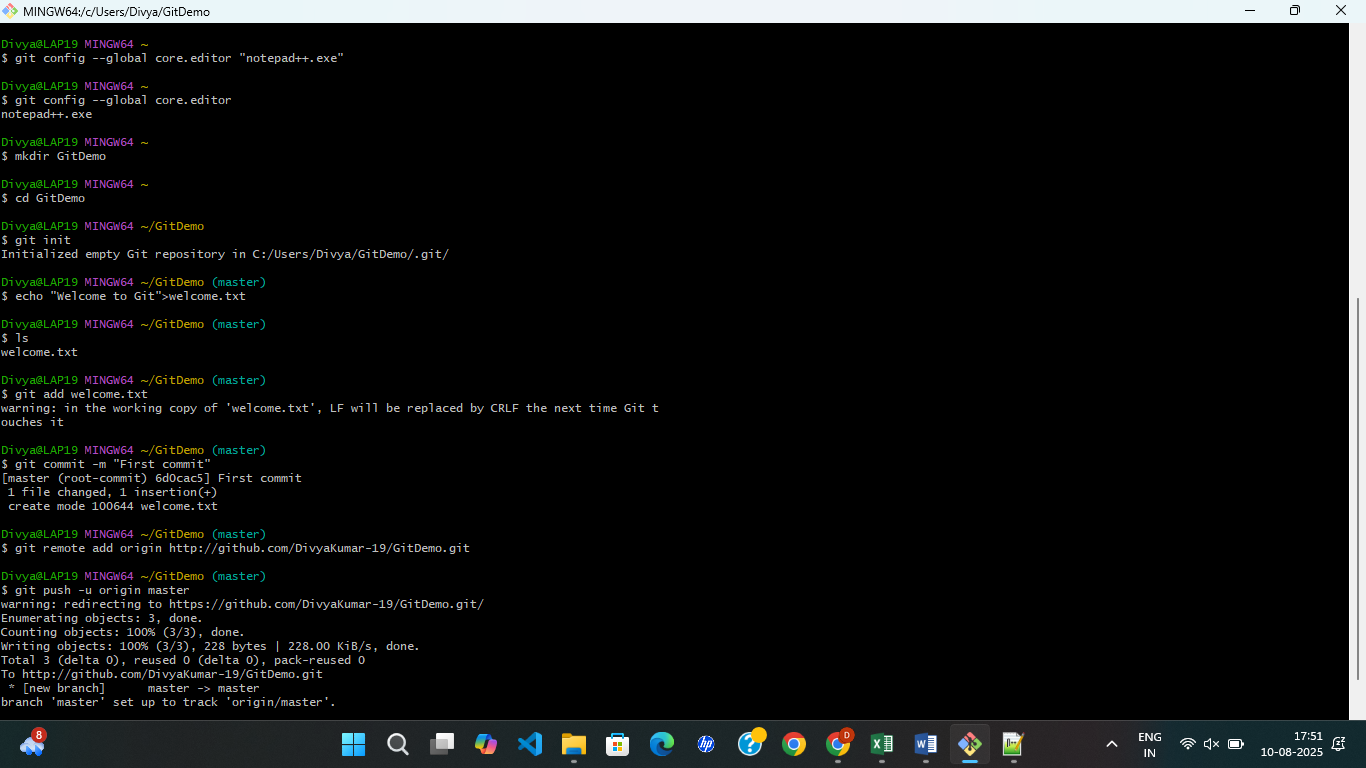 MINGW64:/c/Users/Divya/GitDemo
Divya@LAP19 MINGW64 ~
$ git config --global core.editor "notepad++.exe"
Divya@LAP19 MINGW64 ~
$ git config --global core.editor
notepad++.exe
Divya@LAP19 MINGW64 ~
$ mkdir GitDemo
Divya@LAP19 MINGW64 ~
$ cd GitDemo
Divya@LAP19 MINGW64 ~/GitDemo
$ git init
Initialized empty Git repository in C:/Users/Divya/GitDemo/.git/
Divya@LAP19 MINGW64 ~/GitDemo (master)
$ echo "Welcome to Git">welcome.txt
Divya@LAP19 MINGW64 ~/GitDemo (master)
$ ls
welcome.txt
Divya@LAP19 MINGW64 ~/GitDemo (master)
$ git add welcome.txt
warning: in the working copy of 'welcome.txt', LF will be replaced by CRLF the next time Git t
ouches it
Divya@LAP19 MINGW64 ~/GitDemo (master)
$ git commit -m "First commit"
[master (root-commit) 6d0cac5] First commit
 1 file changed, 1 insertion(+)
 create mode 100644 welcome.txt
Divya@LAP19 MINGW64 ~/GitDemo (master)
$ git remote add origin http://github.com/DivyaKumar-19/GitDemo.git
Divya@LAP19 MINGW64 ~/GitDemo (master)
$ git push -u origin master
warning: redirecting to https://github.com/DivyaKumar-19/GitDemo.git/
Enumerating objects: 3, done.
Counting objects: 100% (3/3), done.
Writing objects: 100% (3/3), 228 bytes | 228.00 KiB/s, done.
Total 3 (delta 0), reused 0 (delta 0), pack-reused 0
To http://github.com/DivyaKumar-19/GitDemo.git
 * [new branch]      master -> master
branch 'master' set up to track 'origin/master'.
8
hp
?
D
ENG
IN
17:51
10-08-2025